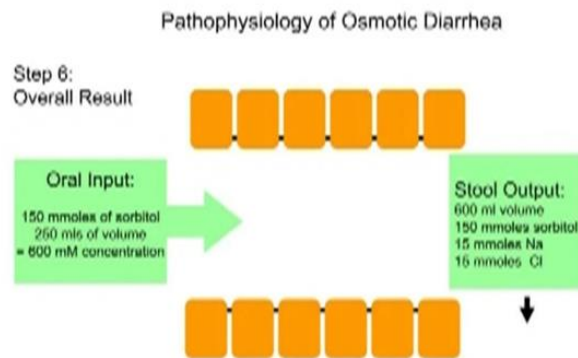 Pathophysiology of Osmotic Diarrhea
Step 6:
Overall Result
Oral Input:
150 mmoles of sorbitol
250 mls of volume
= 600 mM concentration
Stool Output:
600 ml volume
150 mmoles sorbitol
15 mmoles Na
15 mmoles Cl